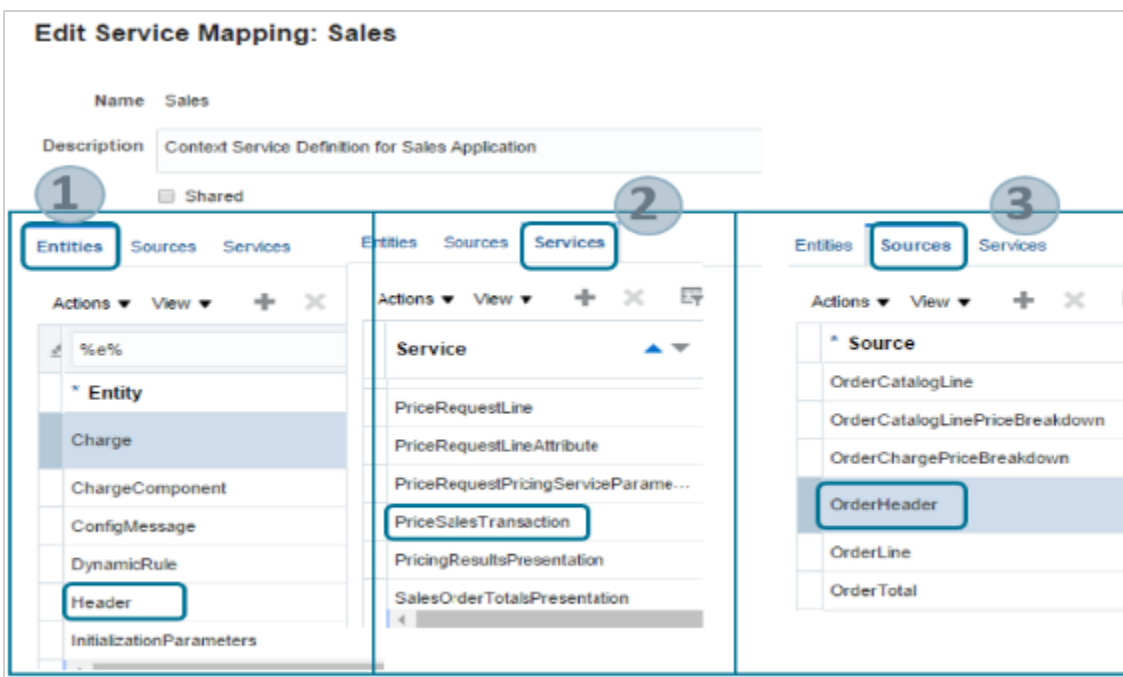 Edit Service Mapping: Sales
Name Sales
Description Context Service Definition for Sales Application
Shared
1
Entities Sources Services
Actions View
%e%
* Entity
Charge
ChargeComponent
ConfigMessage
DynamicRule
Header
InitializationParameters
2
Entities Sources Services
Actions View
Service
PriceRequestLine
PriceRequestLineAttribute
PriceRequestPricingServiceParame...
PriceSalesTransaction
PricingResultsPresentation
SalesOrderTotalsPresentation
3
Entities Sources Services
Actions View
* Source
OrderCatalogLine
OrderCatalogLinePriceBreakdown
OrderChargePriceBreakdown
OrderHeader
OrderLine
OrderTotal